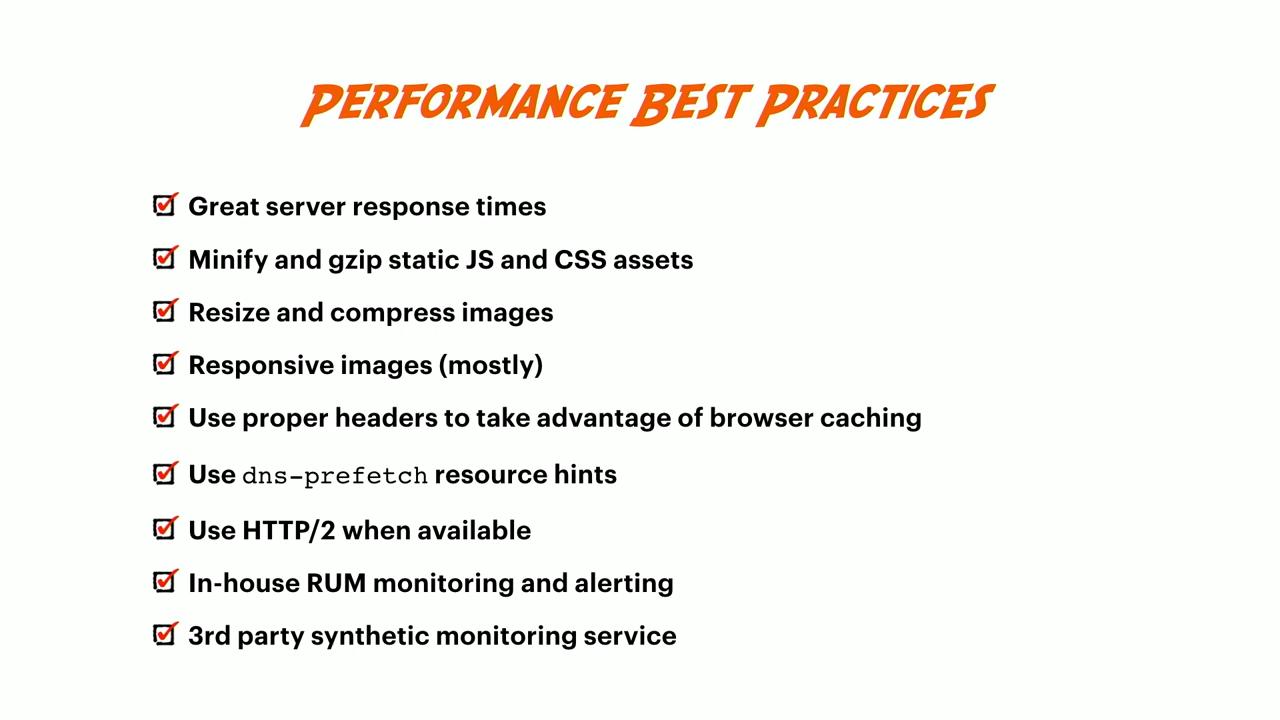 Performance Best Practices
Great server response times
Minify and gzip static JS and CSS assets
Resize and compress images
Responsive images (mostly)
Use proper headers to take advantage of browser caching
Use dns-prefetch resource hints
Use HTTP/2 when available
In-house RUM monitoring and alerting
3rd party synthetic monitoring service